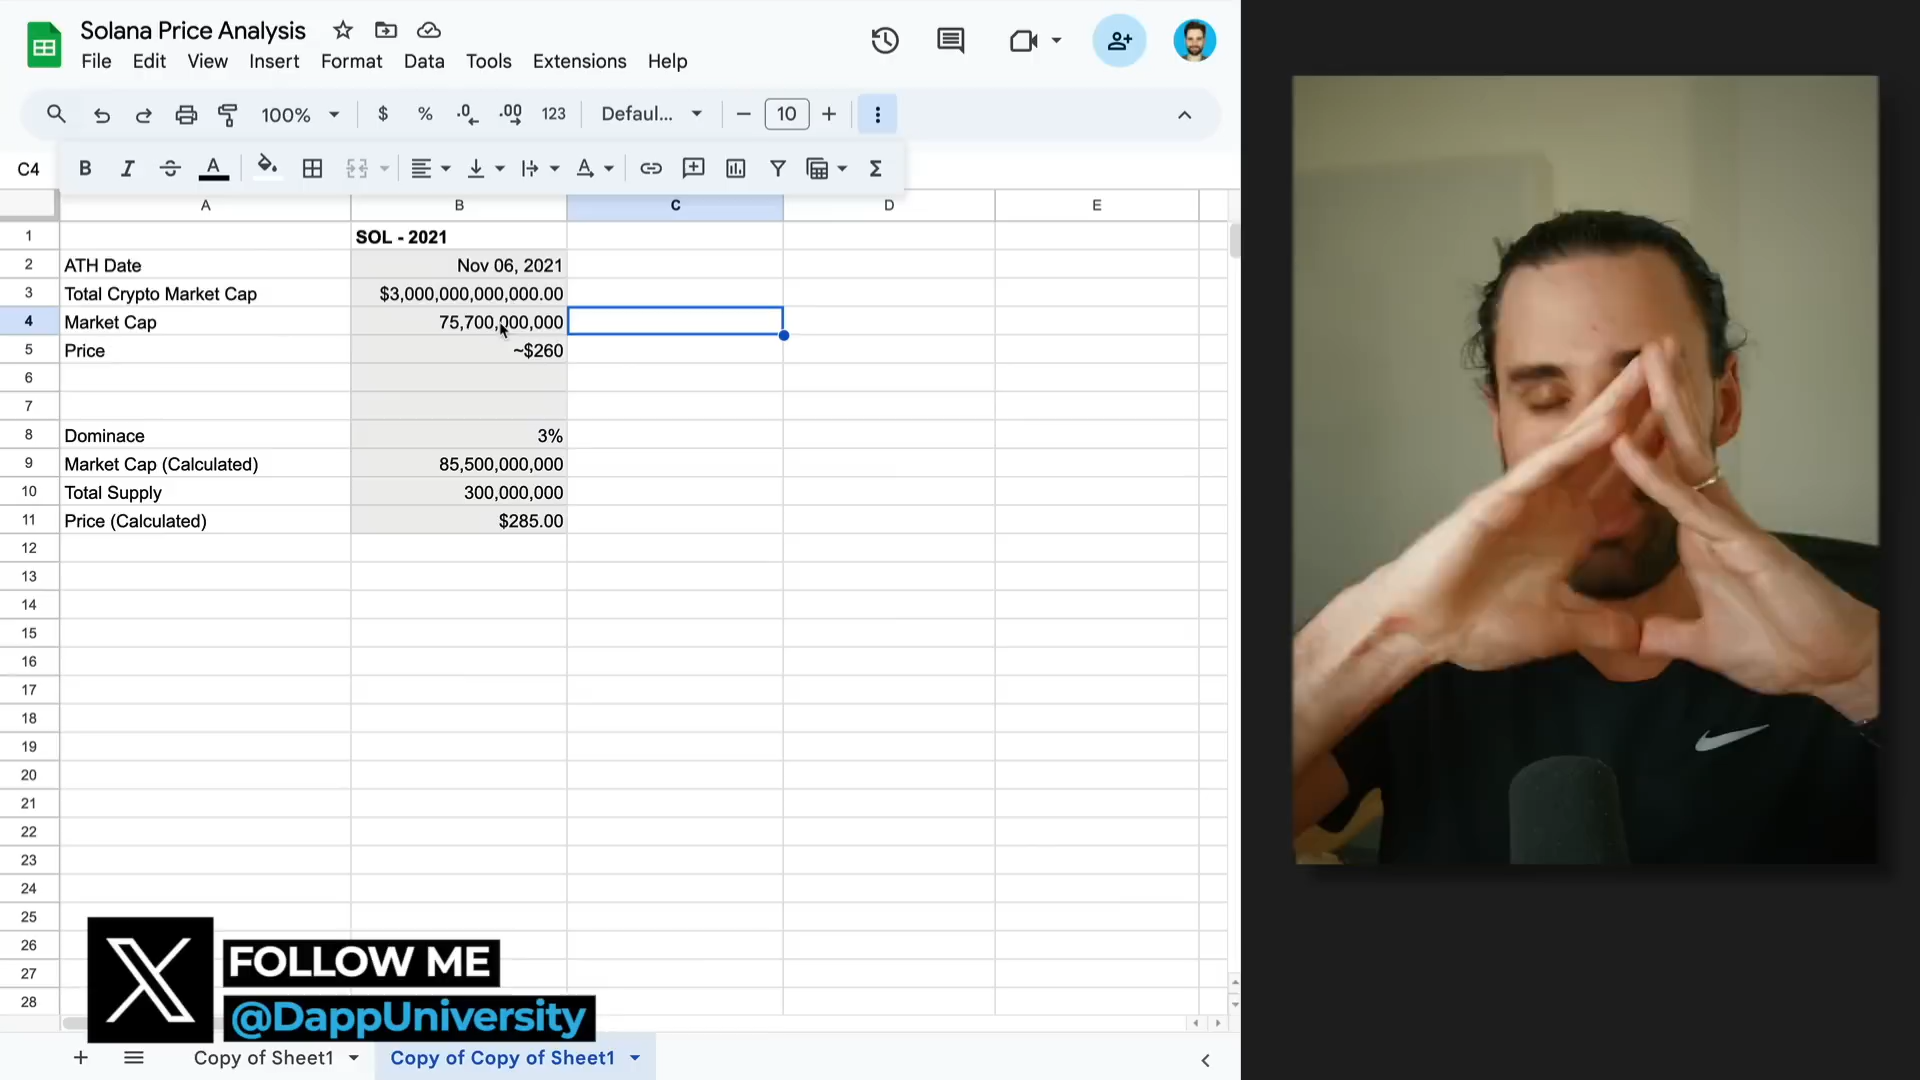 Solana Price Analysis
File Edit View Insert Format Data Tools Extensions Help
100% $ % .0 .00 123 Defaul... 10
C4 B I A A
A B C D E
1 SOL - 2021
2 ATH Date Nov 06, 2021
3 Total Crypto Market Cap $3,000,000,000,000.00
4 Market Cap 75,700,000,000
5 Price ~$260
6
7
8 Dominace 3%
9 Market Cap (Calculated) 85,500,000,000
10 Total Supply 300,000,000
11 Price (Calculated) $285.00
12
13
14
15
16
17
18
19
20
21
22
23
24
25
26
27
28
X FOLLOW ME
@DappUniversity
Copy of Sheet1 Copy of Copy of Sheet1